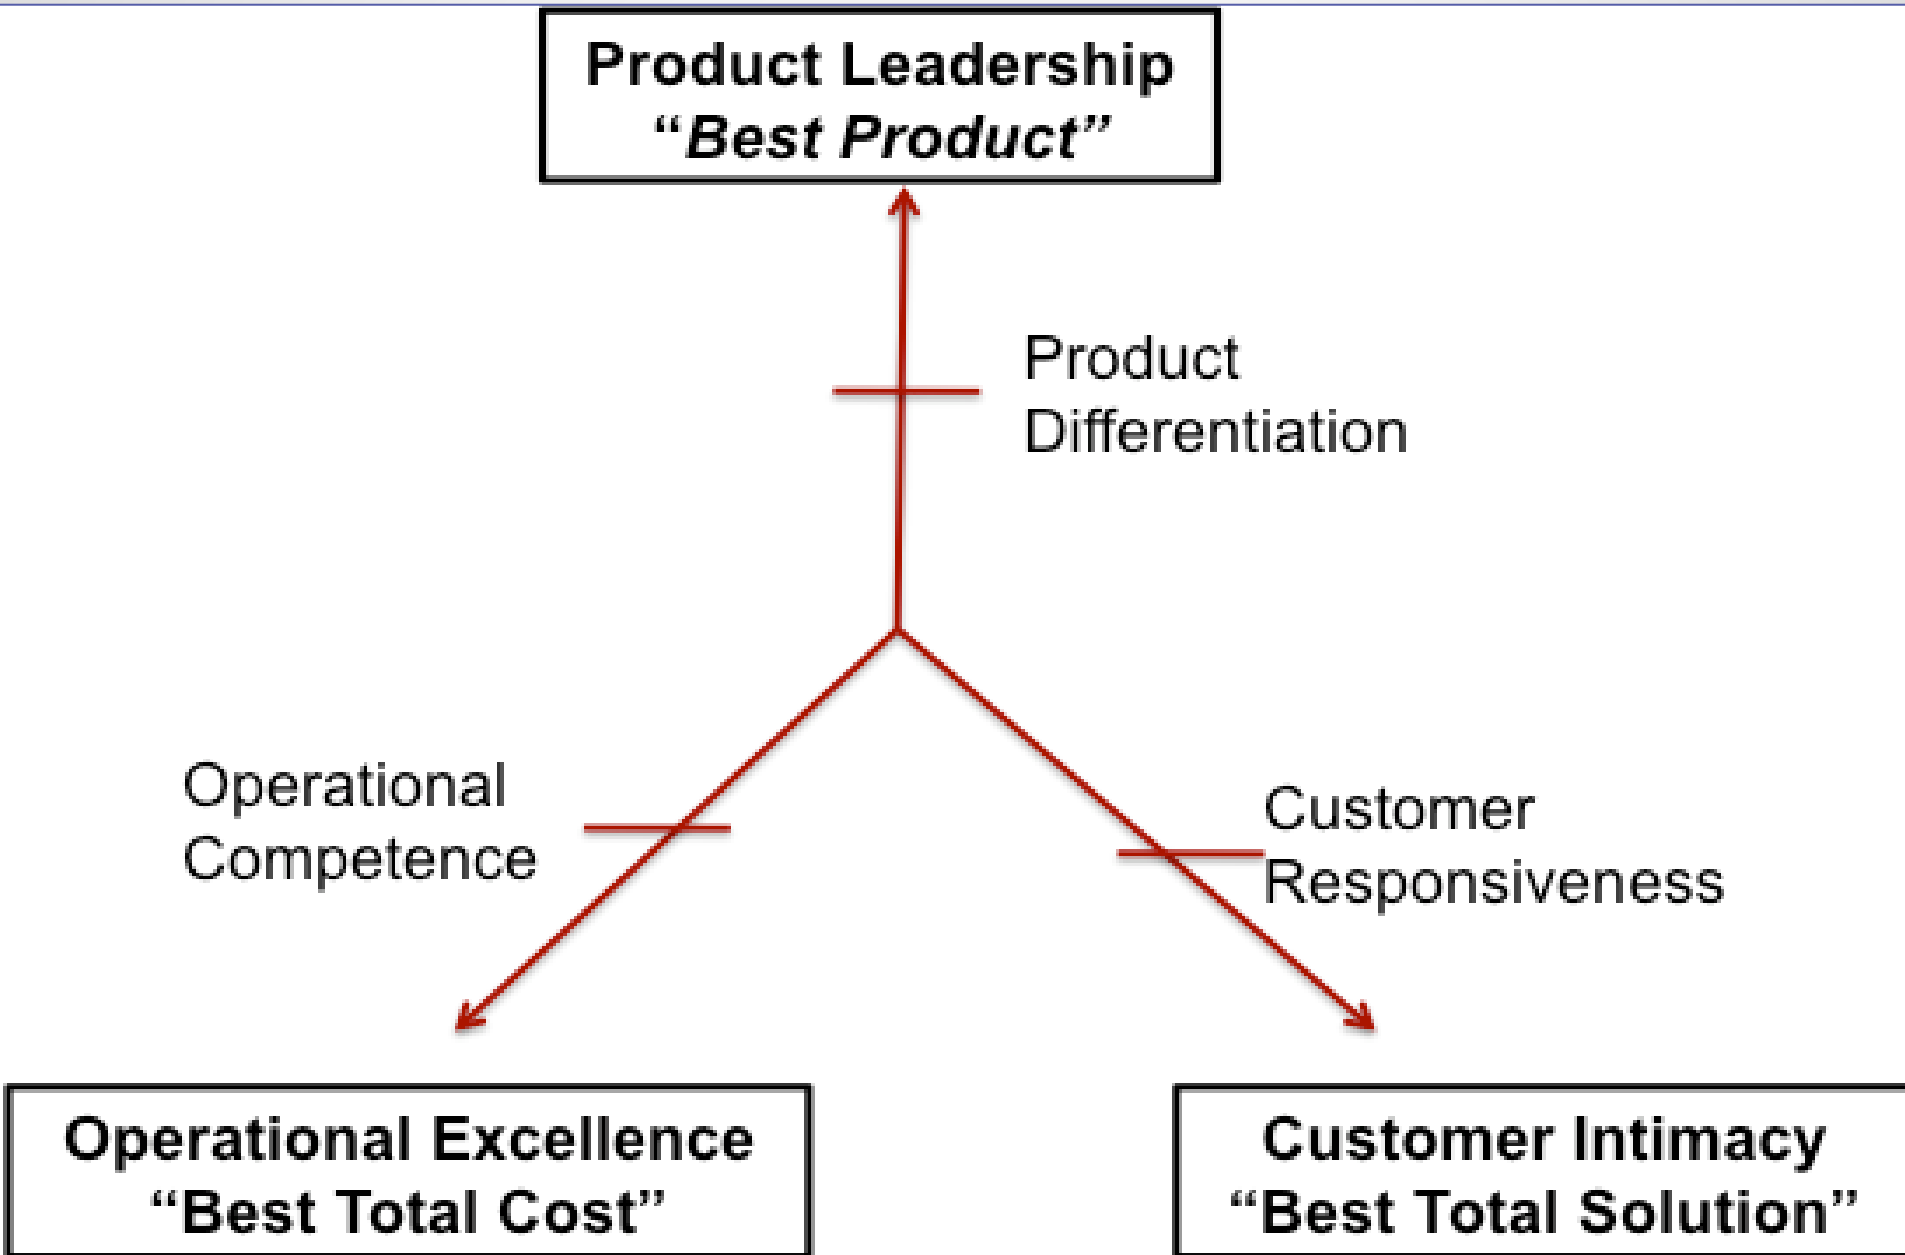 Product Leadership
“Best Product”
Product
Differentiation
Operational
Competence
Customer
Responsiveness
Operational Excellence
“Best Total Cost”
Customer Intimacy
“Best Total Solution”